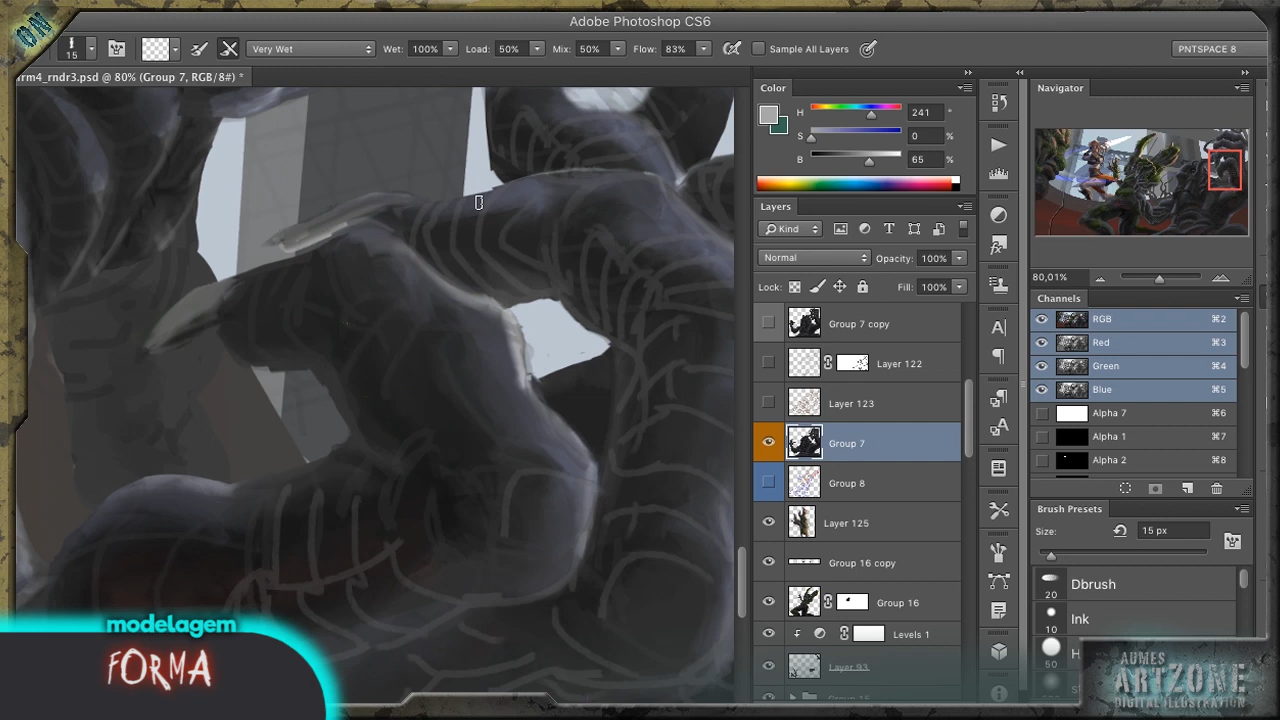 DN
Adobe Photoshop CS6
15
Very Wet
Wet: 100%
Load: 50%
Mix: 50%
Flow: 83%
Sample All Layers
PNTSPACE 8
rm4_rndr3.psd @ 80% (Group 7, RGB/8#) *
Color
H 241 °
S 0 %
B 65 %
Navigator
80,01%
Layers
Kind
Normal
Opacity: 100%
Lock:
Fill: 100%
Group 7 copy
Layer 122
Layer 123
Group 7
Group 8
Layer 125
Group 16 copy
Group 16
Levels 1
Layer 93
Channels
RGB ⌘2
Red ⌘3
Green ⌘4
Blue ⌘5
Alpha 7 ⌘6
Alpha 1 ⌘7
Alpha 2 ⌘8
Brush Presets
Size: 15 px
20 Dbrush
10 Ink
50 H
modelagem
FORMA
AUMES
ARTZONE
DIGITAL ILLUSTRATION